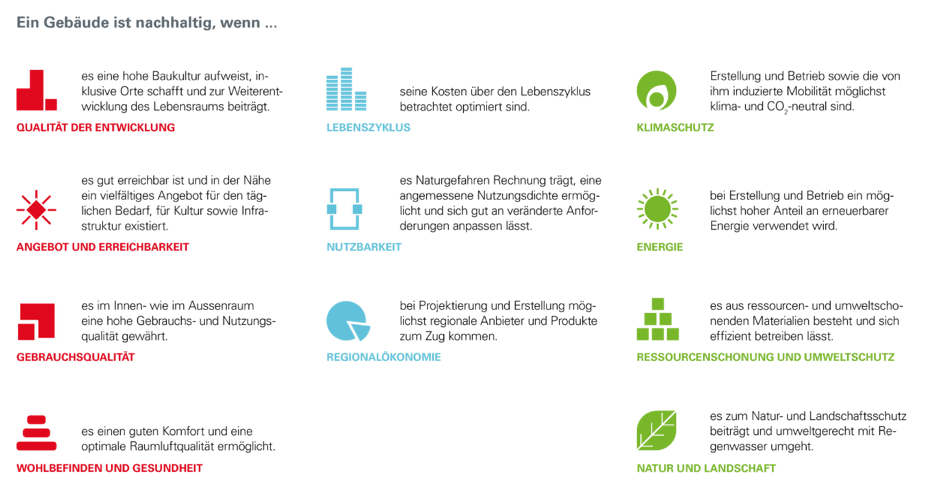 Ein Gebäude ist nachhaltig, wenn ...
es eine hohe Baukultur aufweist, in-
klusive Orte schafft und zur Weiterent-
wicklung des Lebensraums beiträgt.
QUALITÄT DER ENTWICKLUNG
seine Kosten über den Lebenszyklus
betrachtet optimiert sind.
LEBENSZYKLUS
Erstellung und Betrieb sowie die von
ihm induzierte Mobilität möglichst
klima- und CO₂-neutral sind.
KLIMASCHUTZ
es gut erreichbar ist und in der Nähe
ein vielfältiges Angebot für den täg-
lichen Bedarf, für Kultur sowie Infra-
struktur existiert.
ANGEBOT UND ERREICHBARKEIT
es Naturgefahren Rechnung trägt, eine
angemessene Nutzungsdichte ermög-
licht und sich gut an veränderte Anfor-
derungen anpassen lässt.
NUTZBARKEIT
bei Erstellung und Betrieb ein mög-
lichst hoher Anteil an erneuerbarer
Energie verwendet wird.
ENERGIE
es im Innen- wie im Aussenraum
eine hohe Gebrauchs- und Nutzungs-
qualität gewährt.
GEBRAUCHSQUALITÄT
bei Projektierung und Erstellung mög-
lichst regionale Anbieter und Produkte
zum Zug kommen.
REGIONALÖKONOMIE
es aus ressourcen- und umweltscho-
nenden Materialien besteht und sich
effizient betreiben lässt.
RESSOURCENSCHONUNG UND UMWELTSCHUTZ
es einen guten Komfort und eine
optimale Raumluftqualität ermöglicht.
WOHLBEFINDEN UND GESUNDHEIT
es zum Natur- und Landschaftsschutz
beiträgt und umweltgerecht mit Re-
genwasser umgeht.
NATUR UND LANDSCHAFT